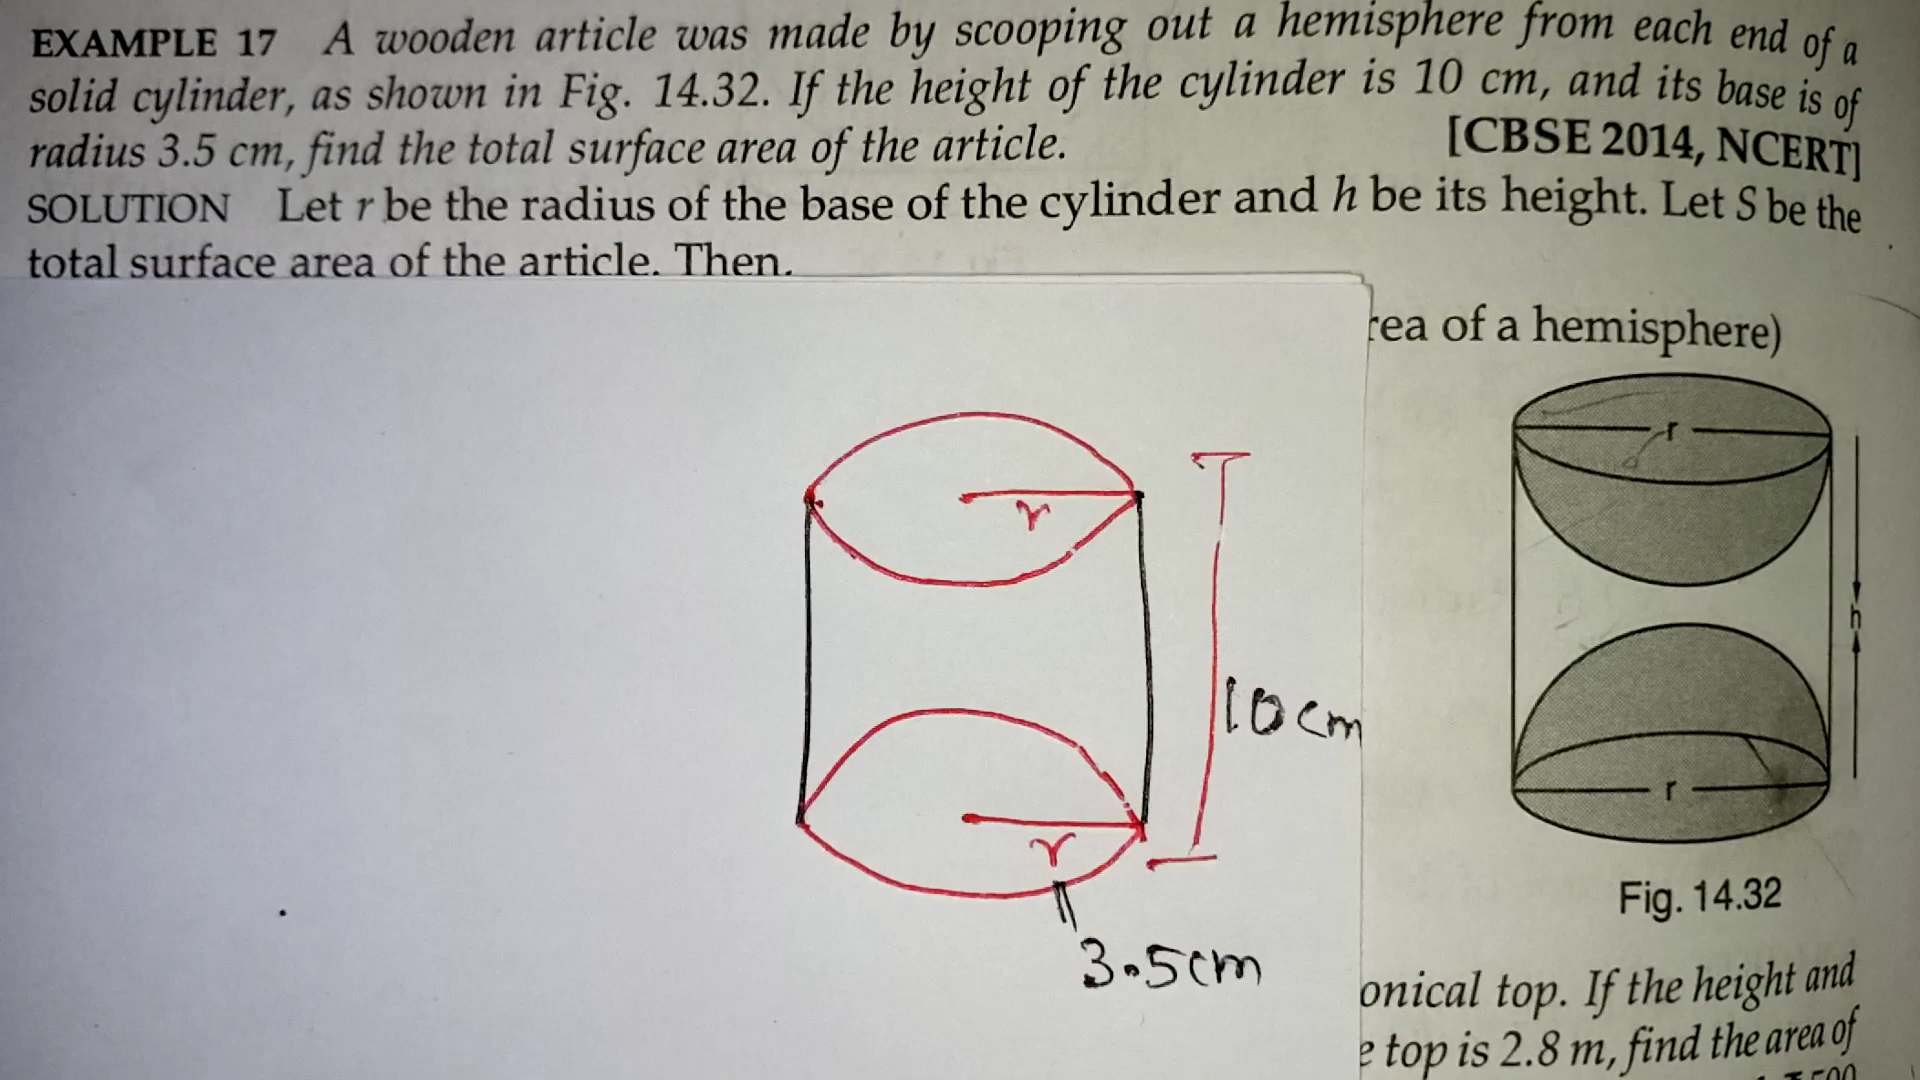 EXAMPLE 17 A wooden article was made by scooping out a hemisphere from each end of a
solid cylinder, as shown in Fig. 14.32. If the height of the cylinder is 10 cm, and its base is of
radius 3.5 cm, find the total surface area of the article. [CBSE 2014, NCERT]
SOLUTION Let r be the radius of the base of the cylinder and h be its height. Let S be the
total surface area of the article. Then,
rea of a hemisphere)
r
r
h
10 cm
r
r
3.5cm
Fig. 14.32
onical top. If the height and
e top is 2.8 m, find the area of